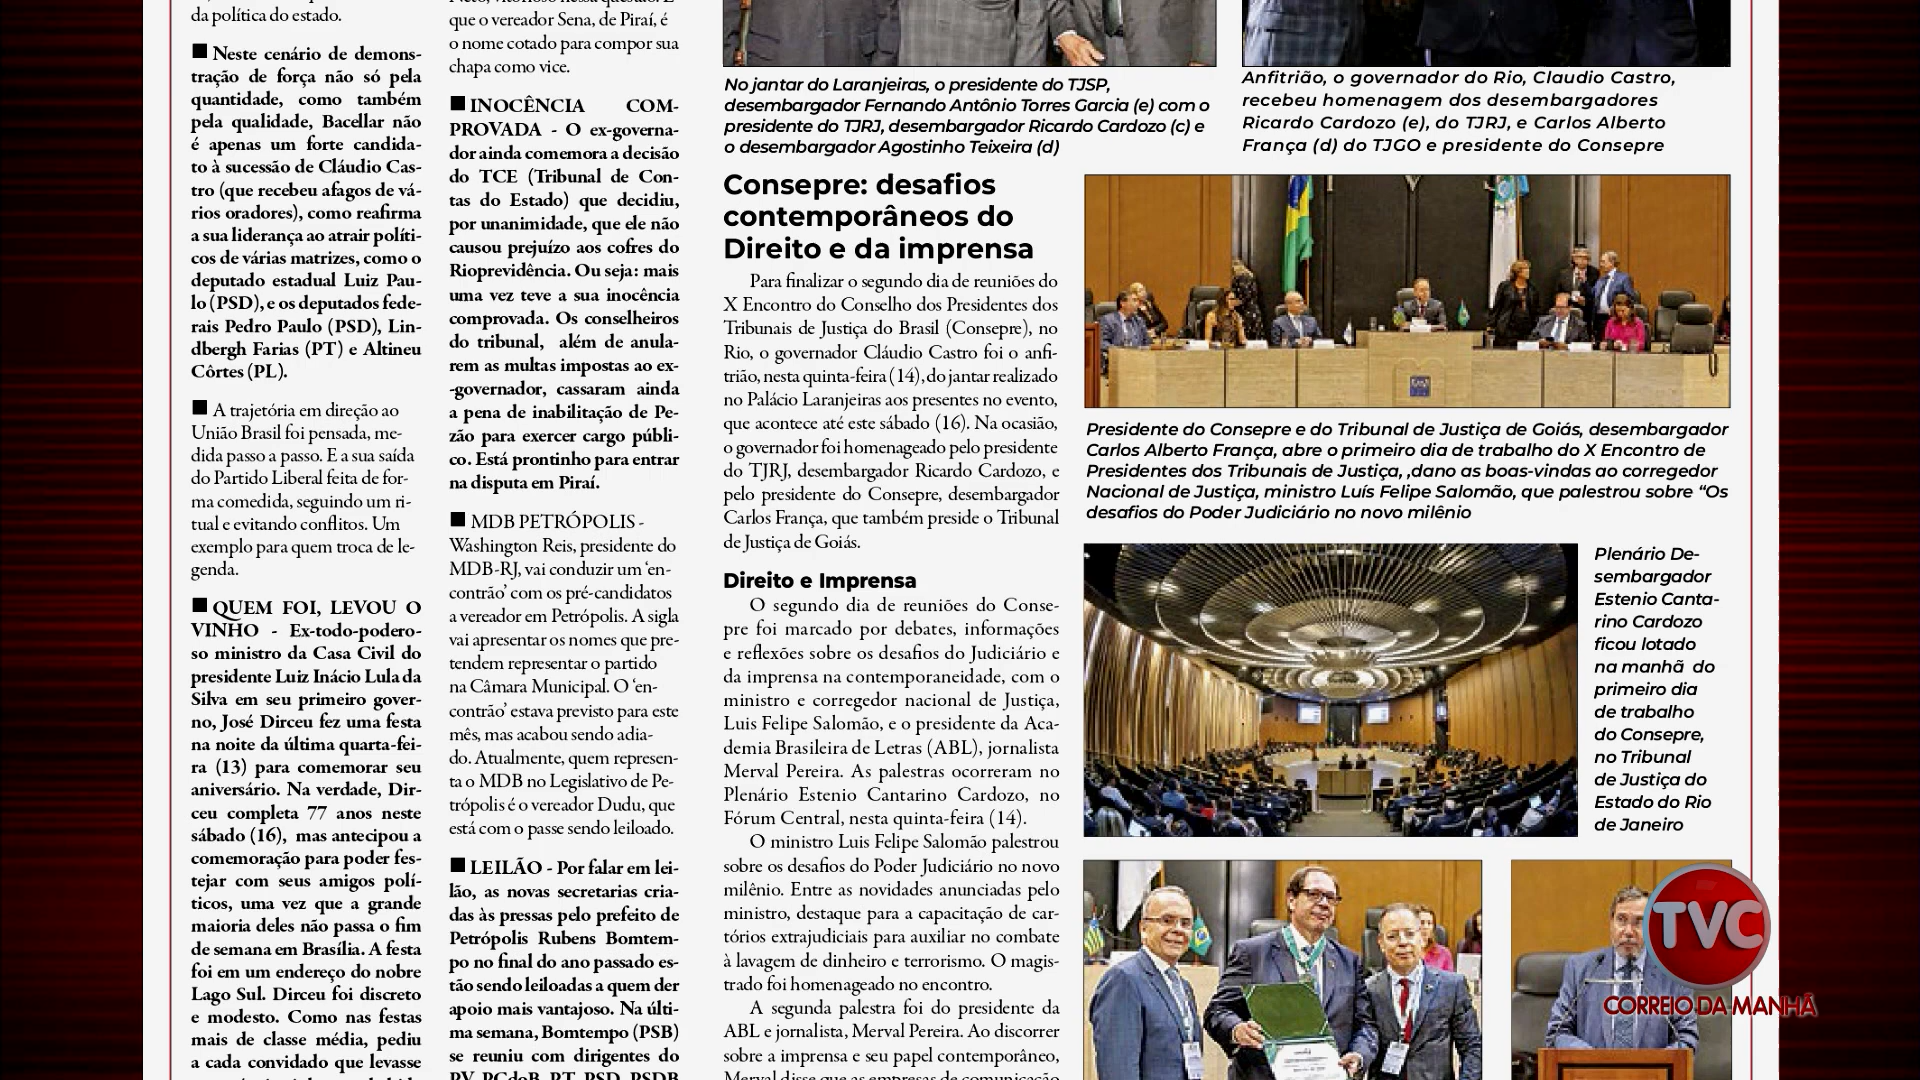 da política do estado.
■ Neste cenário de demons-
tração de força não só pela
quantidade, como também
pela qualidade, Bacellar não
é apenas um forte candida-
to à sucessão de Cláudio Cas-
tro (que recebeu afagos de vá-
rios oradores), como reafirma
a sua liderança ao atrair políti-
cos de várias matrizes, como o
deputado estadual Luiz Pau-
lo (PSD), e os deputados fede-
rais Pedro Paulo (PSD), Lin-
dbergh Farias (PT) e Altineu
Côrtes (PL).
■ A trajetória em direção ao
União Brasil foi pensada, me-
dida passo a passo. E a sua saída
do Partido Liberal feita de for-
ma comedida, seguindo um ri-
tual e evitando conflitos. Um
exemplo para quem troca de le-
genda.
■ QUEM FOI, LEVOU O
VINHO - Ex-todo-podero-
so ministro da Casa Civil do
presidente Luiz Inácio Lula da
Silva em seu primeiro gover-
no, José Dirceu fez uma festa
na noite da última quarta-fei-
ra (13) para comemorar seu
aniversário. Na verdade, Dir-
ceu completa 77 anos neste
sábado (16), mas antecipou a
comemoração para poder fes-
tejar com seus amigos polí-
ticos, uma vez que a grande
maioria deles não passa o fim
de semana em Brasília. A festa
foi em um endereço do nobre
Lago Sul. Dirceu foi discreto
e modesto. Como nas festas
mais de classe média, pediu
a cada convidado que levasse
que o vereador Sena, de Piraí, é
o nome cotado para compor sua
chapa como vice.
■ INOCÊNCIA COM-
PROVADA - O ex-governa-
dor ainda comemora a decisão
do TCE (Tribunal de Con-
tas do Estado) que decidiu,
por unanimidade, que ele não
causou prejuízo aos cofres do
Rioprevidência. Ou seja: mais
uma vez teve a sua inocência
comprovada. Os conselheiros
do tribunal, além de anula-
rem as multas impostas ao ex-
-governador, cassaram ainda
a pena de inabilitação de Pe-
zão para exercer cargo públi-
co. Está prontinho para entrar
na disputa em Piraí.
■ MDB PETRÓPOLIS -
Washington Reis, presidente do
MDB-RJ, vai conduzir um ‘en-
contrão’ com os pré-candidatos
a vereador em Petrópolis. A sigla
vai apresentar os nomes que pre-
tendem representar o partido
na Câmara Municipal. O ‘en-
contrão’ estava previsto para este
mês, mas acabou sendo adia-
do. Atualmente, quem represen-
ta o MDB no Legislativo de Pe-
trópolis é o vereador Dudu, que
está com o passe sendo leiloado.
■ LEILÃO - Por falar em lei-
lão, as novas secretarias cria-
das às pressas pelo prefeito de
Petrópolis Rubens Bomtem-
po no final do ano passado es-
tão sendo leiloadas a quem der
apoio mais vantajoso. Na últi-
ma semana, Bomtempo (PSB)
se reuniu com dirigentes do
PV, PCdoB, PT, PSD, PSDB
No jantar do Laranjeiras, o presidente do TJSP,
desembargador Fernando Antônio Torres Garcia (e) com o
presidente do TJRJ, desembargador Ricardo Cardozo (c) e
o desembargador Agostinho Teixeira (d)
Anfitrião, o governador do Rio, Claudio Castro,
recebeu homenagem dos desembargadores
Ricardo Cardozo (e), do TJRJ, e Carlos Alberto
França (d) do TJGO e presidente do Consepre
Consepre: desafios
contemporâneos do
Direito e da imprensa
Para finalizar o segundo dia de reuniões do
X Encontro do Conselho dos Presidentes dos
Tribunais de Justiça do Brasil (Consepre), no
Rio, o governador Cláudio Castro foi o anfi-
trião, nesta quinta-feira (14), do jantar realizado
no Palácio Laranjeiras aos presentes no evento,
que acontece até este sábado (16). Na ocasião,
o governador foi homenageado pelo presidente
do TJRJ, desembargador Ricardo Cardozo, e
pelo presidente do Consepre, desembargador
Carlos França, que também preside o Tribunal
de Justiça de Goiás.
Direito e Imprensa
O segundo dia de reuniões do Conse-
pre foi marcado por debates, informações
e reflexões sobre os desafios do Judiciário e
da imprensa na contemporaneidade, com o
ministro e corregedor nacional de Justiça,
Luis Felipe Salomão, e o presidente da Aca-
demia Brasileira de Letras (ABL), jornalista
Merval Pereira. As palestras ocorreram no
Plenário Estenio Cantarino Cardozo, no
Fórum Central, nesta quinta-feira (14).
O ministro Luis Felipe Salomão palestrou
sobre os desafios do Poder Judiciário no novo
milênio. Entre as novidades anunciadas pelo
ministro, destaque para a capacitação de car-
tórios extrajudiciais para auxiliar no combate
à lavagem de dinheiro e terrorismo. O magis-
trado foi homenageado no encontro.
A segunda palestra foi do presidente da
ABL e jornalista, Merval Pereira. Ao discorrer
sobre a imprensa e seu papel contemporâneo,
Merval disse que as empresas de comunicação
Presidente do Consepre e do Tribunal de Justiça de Goiás, desembargador
Carlos Alberto França, abre o primeiro dia de trabalho do X Encontro de
Presidentes dos Tribunais de Justiça, ,dano as boas-vindas ao corregedor
Nacional de Justiça, ministro Luís Felipe Salomão, que palestrou sobre “Os
desafios do Poder Judiciário no novo milênio
Plenário De-
sembargador
Estenio Canta-
rino Cardozo
ficou lotado
na manhã do
primeiro dia
de trabalho
do Consepre,
no Tribunal
de Justiça do
Estado do Rio
de Janeiro
TVC
CORREIO DA MANHÃ